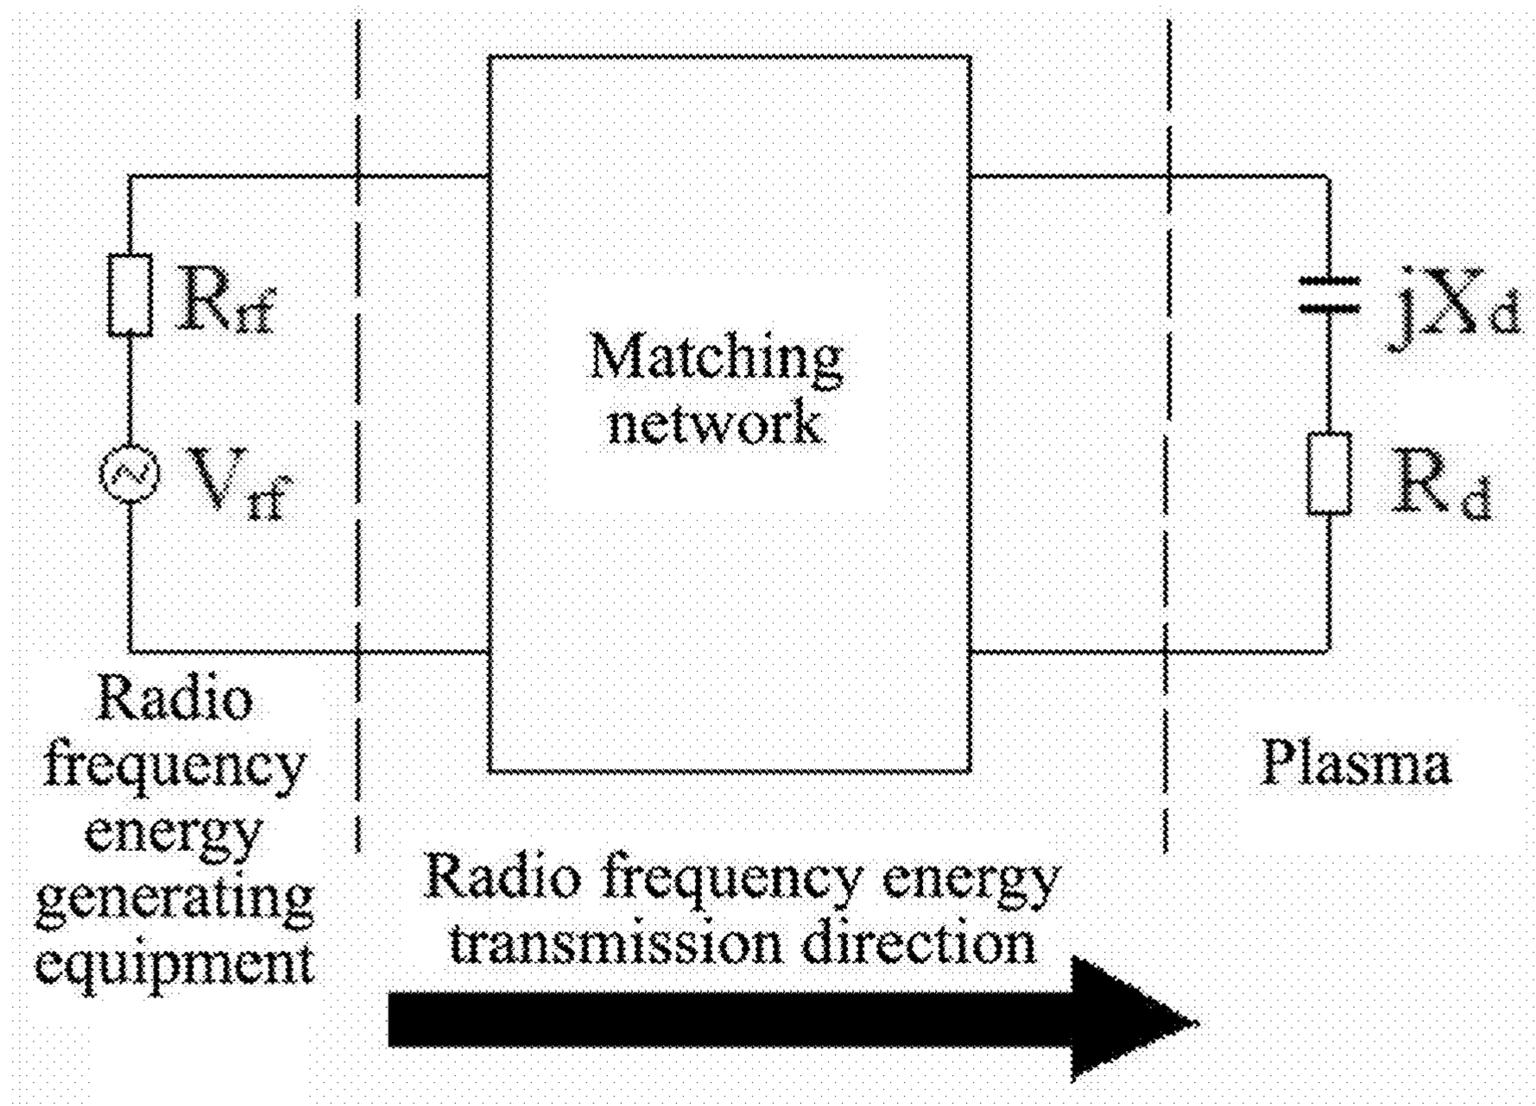 Rrf
Vrf
Matching
network
jXd
Rd
Radio
frequency
energy
generating
equipment
Plasma
Radio frequency energy
transmission direction